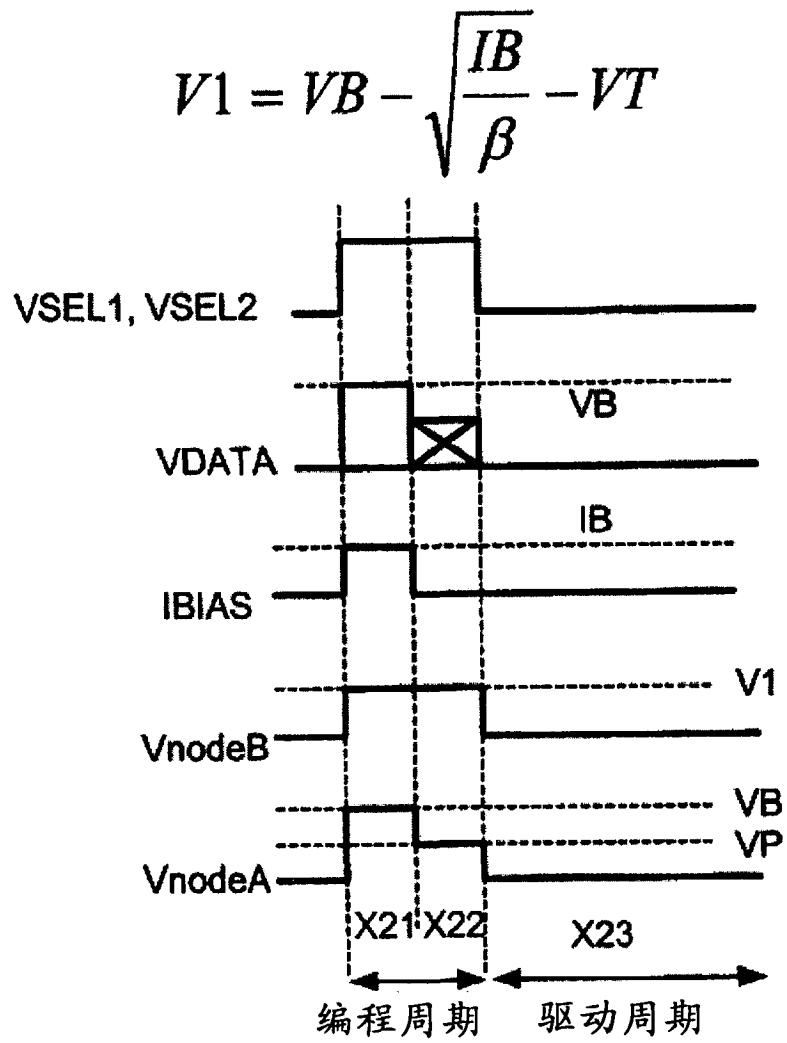 V1 = VB - √(IB/β) - VT
VSEL1, VSEL2
VB
VDATA
IB
IBIAS
V1
VnodeB
VB
VP
VnodeA
X21 X22 X23
编程周期 驱动周期